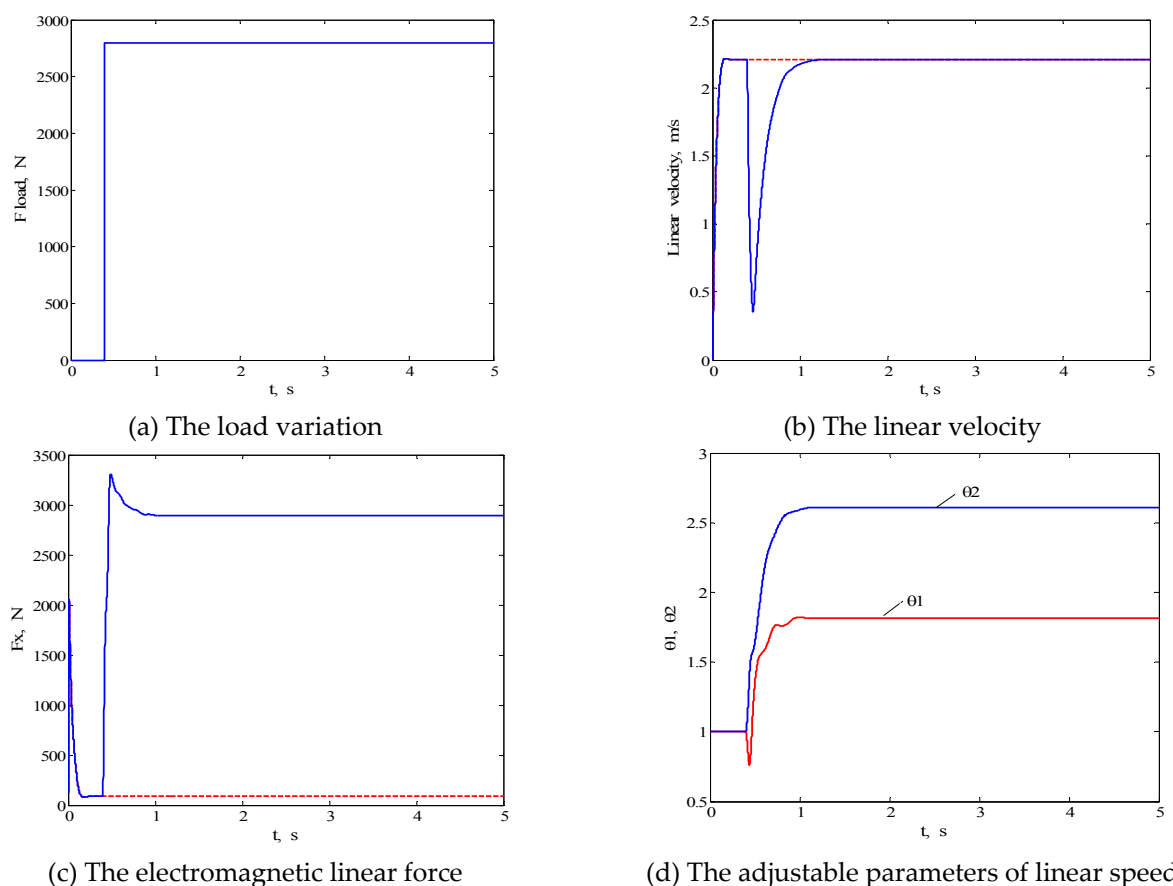 3000
2500
2000
1500
1000
500
0
F load, N
0 1 2 3 4 5
t, s
(a) The load variation
2.5
2
1.5
1
0.5
0
Linear velocity, m/s
0 1 2 3 4 5
t, s
(b) The linear velocity
3500
3000
2500
2000
1500
1000
500
0
Fx, N
0 1 2 3 4 5
t, s
(c) The electromagnetic linear force
3
2.5
2
1.5
1
0.5
θ1, θ2
θ2
θ1
0 1 2 3 4 5
t, s
(d) The adjustable parameters of linear speed